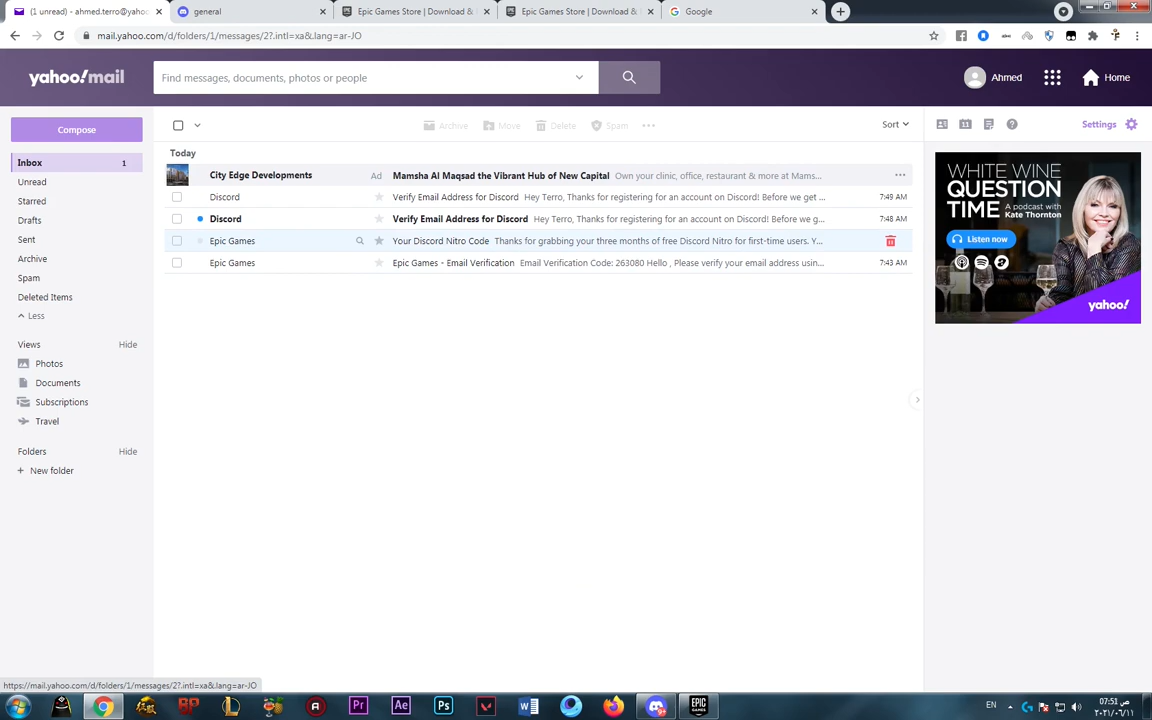 (1 unread) - ahmed.terro@yahoo
general
Epic Games Store | Download &
Epic Games Store | Download &
Google
mail.yahoo.com/d/folders/1/messages/2?.intl=xa&.lang=ar-JO
yahoo!mail
Find messages, documents, photos or people
Ahmed
Home
Compose
Archive
Move
Delete
Spam
Sort
Settings
Inbox 1
Unread
Starred
Drafts
Sent
Archive
Spam
Deleted Items
Less
Views Hide
Photos
Documents
Subscriptions
Travel
Folders Hide
+ New folder
Today
City Edge Developments Ad Mamsha Al Maqsad the Vibrant Hub of New Capital Own your clinic, office, restaurant & more at Mams...
Discord Verify Email Address for Discord Hey Terro, Thanks for registering for an account on Discord! Before we get ... 7:49 AM
Discord Verify Email Address for Discord Hey Terro, Thanks for registering for an account on Discord! Before we g... 7:48 AM
Epic Games Your Discord Nitro Code Thanks for grabbing your three months of free Discord Nitro for first-time users. Y...
Epic Games Epic Games - Email Verification Email Verification Code: 263080 Hello , Please verify your email address usin... 7:43 AM
WHITE WINE
QUESTION
TIME
A podcast with
Kate Thornton
Listen now
yahoo!
https://mail.yahoo.com/d/folders/1/messages/2?.intl=xa&.lang=ar-JO
Pr
Ae
Ps
EPIC
GAMES
EN
07:51 ص
٢٠٢١/٠٦/١١